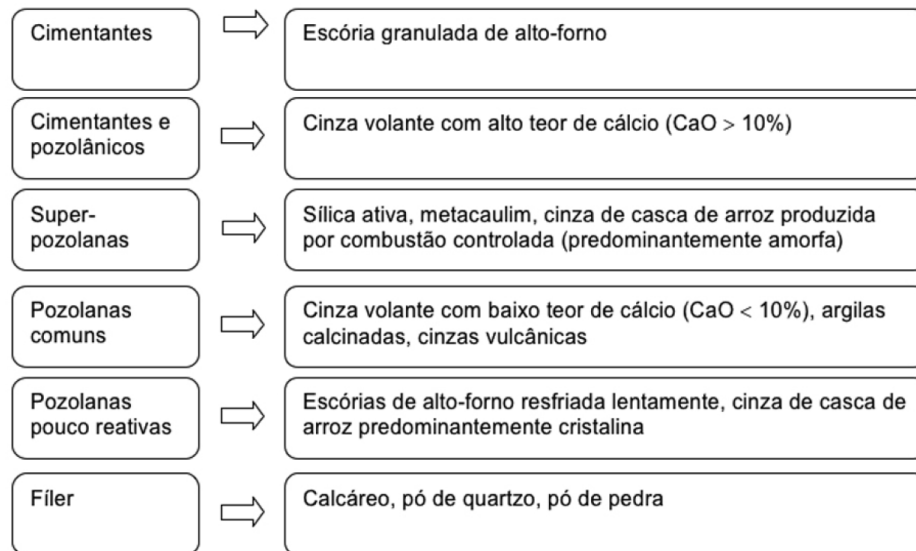 Cimentantes
Escória granulada de alto-forno
Cimentantes e
pozolânicos
Cinza volante com alto teor de cálcio (CaO > 10%)
Super-
pozolanas
Sílica ativa, metacaulim, cinza de casca de arroz produzida
por combustão controlada (predominantemente amorfa)
Pozolanas
comuns
Cinza volante com baixo teor de cálcio (CaO < 10%), argilas
calcinadas, cinzas vulcânicas
Pozolanas
pouco reativas
Escórias de alto-forno resfriada lentamente, cinza de casca de
arroz predominantemente cristalina
Fíler
Calcáreo, pó de quartzo, pó de pedra